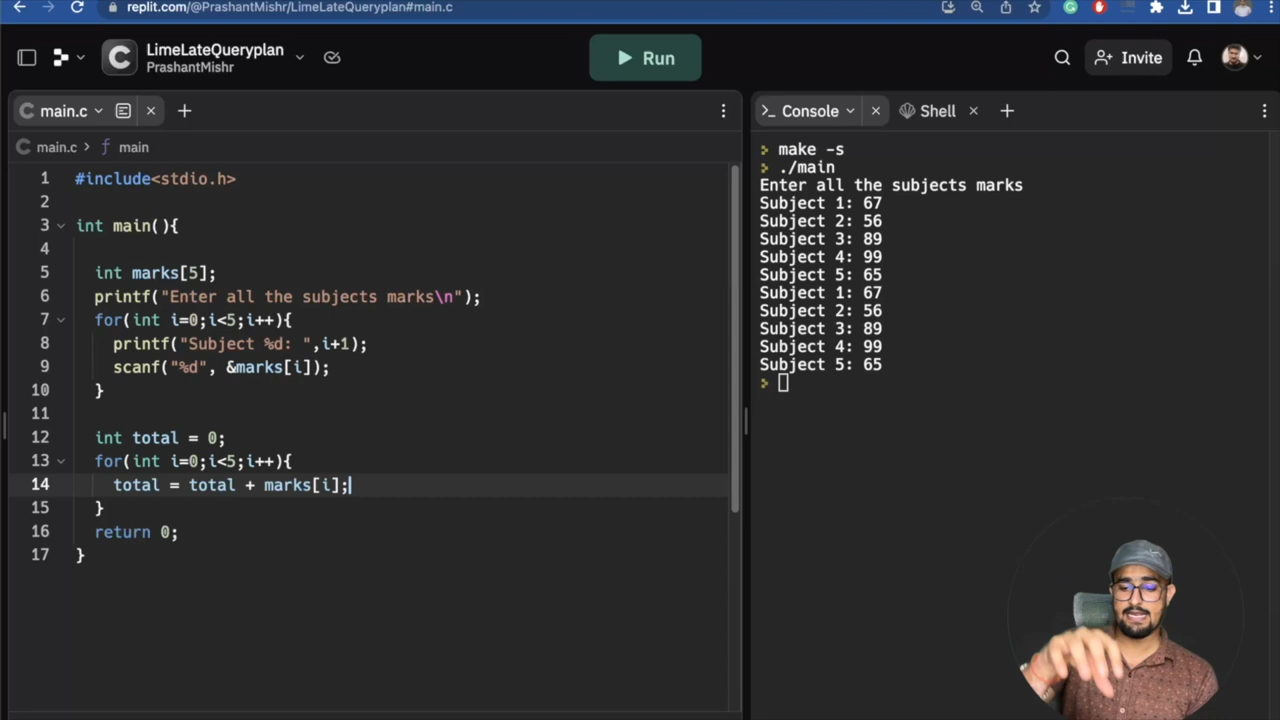 replit.com/@PrashantMishr/LimeLateQueryplan#main.c
LimeLateQueryplan
PrashantMishr
Run
Invite
main.c
Console
Shell
main.c > f main
1 #include<stdio.h>
2
3 int main(){
4
5 int marks[5];
6 printf("Enter all the subjects marks\n");
7 for(int i=0;i<5;i++){
8 printf("Subject %d: ",i+1);
9 scanf("%d", &marks[i]);
10 }
11
12 int total = 0;
13 for(int i=0;i<5;i++){
14 total = total + marks[i];
15 }
16 return 0;
17 }
make -s
./main
Enter all the subjects marks
Subject 1: 67
Subject 2: 56
Subject 3: 89
Subject 4: 99
Subject 5: 65
Subject 1: 67
Subject 2: 56
Subject 3: 89
Subject 4: 99
Subject 5: 65